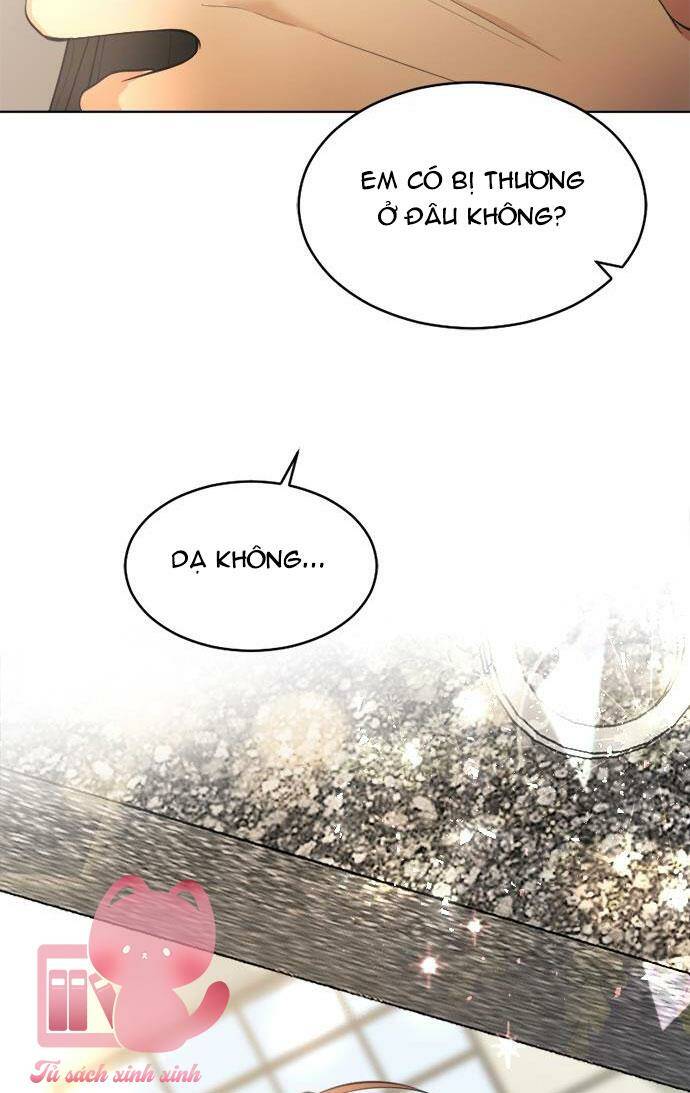 EM CÓ BỊ THƯƠNG
Ở ĐÂU KHÔNG?
DẠ KHÔNG...
Tủ sách xinh xinh